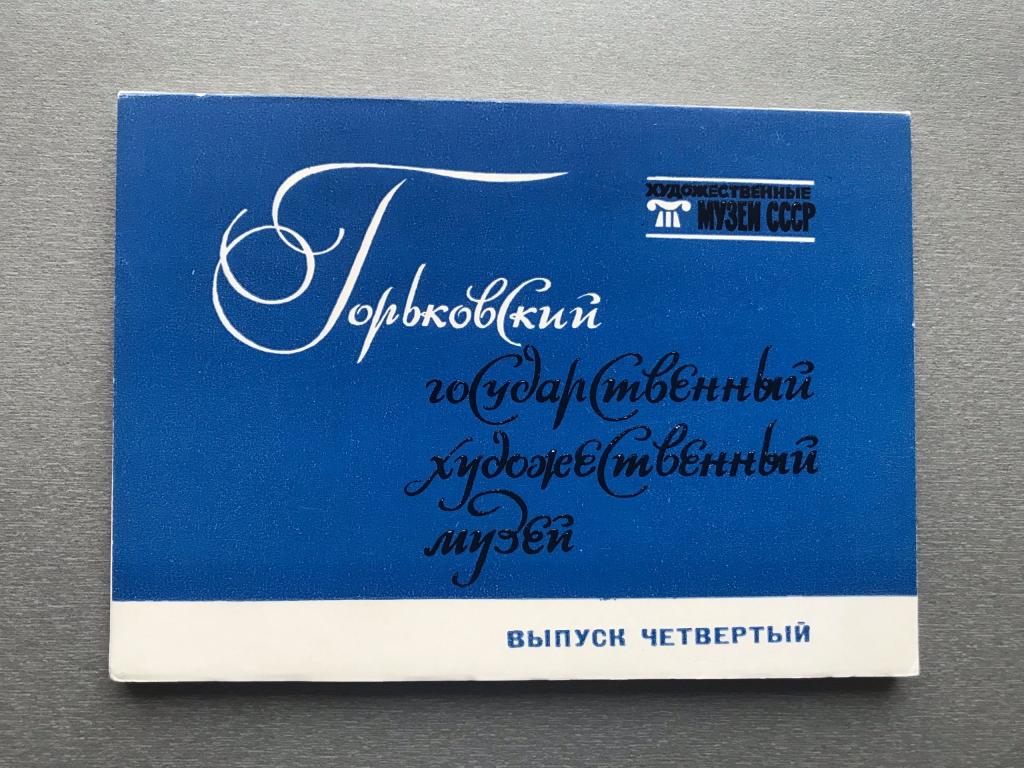 ХУДОЖЕСТВЕННЫЕ
МУЗЕИ СССР
Горьковский
государственный
художественный
музей
ВЫПУСК ЧЕТВЕРТЫЙ